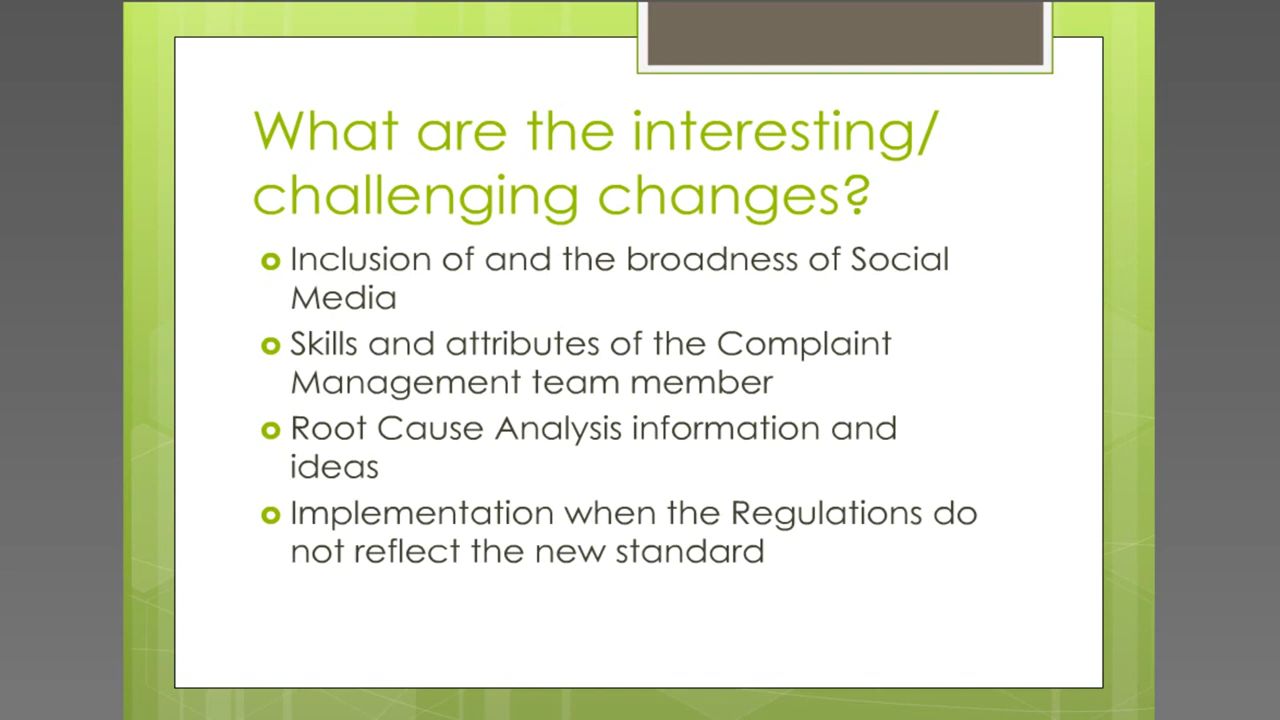 What are the interesting/
challenging changes?
Inclusion of and the broadness of Social
Media
Skills and attributes of the Complaint
Management team member
Root Cause Analysis information and
ideas
Implementation when the Regulations do
not reflect the new standard